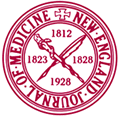 NEW ENGLAND JOURNAL OF MEDICINE
1812
1823 1828
1928